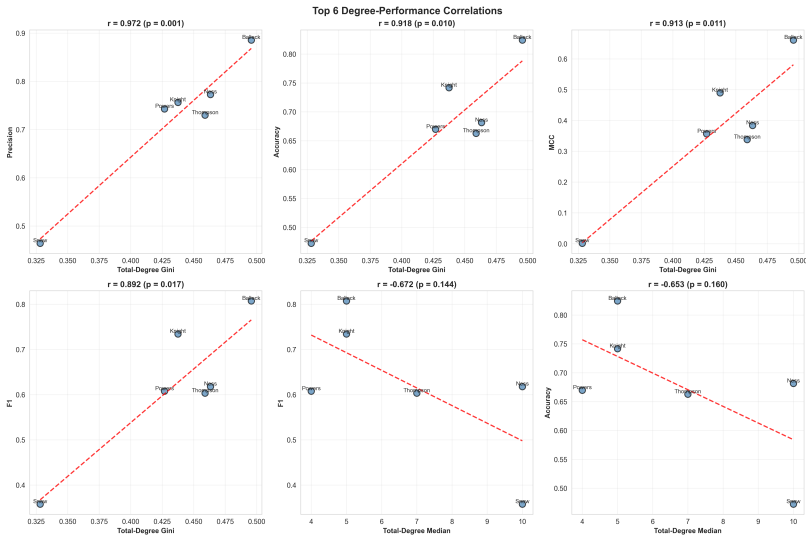 Top 6 Degree-Performance Correlations
r = 0.972 (p = 0.001)
Precision
0.9
0.8
0.7
0.6
0.5
Ballack
Knight
Ness
Powers
Thompson
Snow
0.325 0.350 0.375 0.400 0.425 0.450 0.475 0.500
Total-Degree Gini
r = 0.918 (p = 0.010)
Accuracy
0.80
0.75
0.70
0.65
0.60
0.55
0.50
Ballack
Knight
Ness
Powers
Thompson
Snow
0.325 0.350 0.375 0.400 0.425 0.450 0.475 0.500
Total-Degree Gini
r = 0.913 (p = 0.011)
MCC
0.6
0.5
0.4
0.3
0.2
0.1
0.0
Ballack
Knight
Ness
Powers
Thompson
Snow
0.325 0.350 0.375 0.400 0.425 0.450 0.475 0.500
Total-Degree Gini
r = 0.892 (p = 0.017)
F1
0.8
0.7
0.6
0.5
0.4
Ballack
Knight
Ness
Powers
Thompson
Snow
0.325 0.350 0.375 0.400 0.425 0.450 0.475 0.500
Total-Degree Gini
r = -0.672 (p = 0.144)
F1
0.8
0.7
0.6
0.5
0.4
Ballack
Knight
Ness
Powers
Thompson
Snow
4 5 6 7 8 9 10
Total-Degree Median
r = -0.653 (p = 0.160)
Accuracy
0.80
0.75
0.70
0.65
0.60
0.55
0.50
Ballack
Knight
Ness
Powers
Thompson
Snow
4 5 6 7 8 9 10
Total-Degree Median